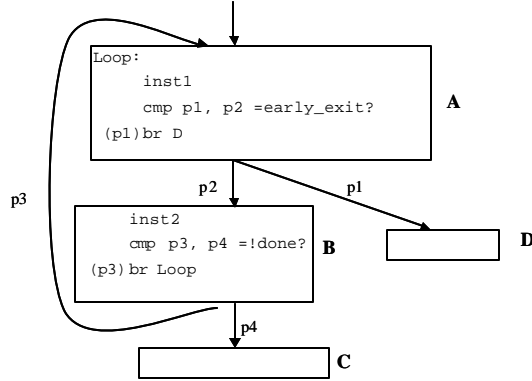 Loop:
inst1
cmp p1, p2 =early_exit?
(p1)br D
A
p2
p1
p3
inst2
cmp p3, p4 =!done?
(p3)br Loop
B
D
p4
C